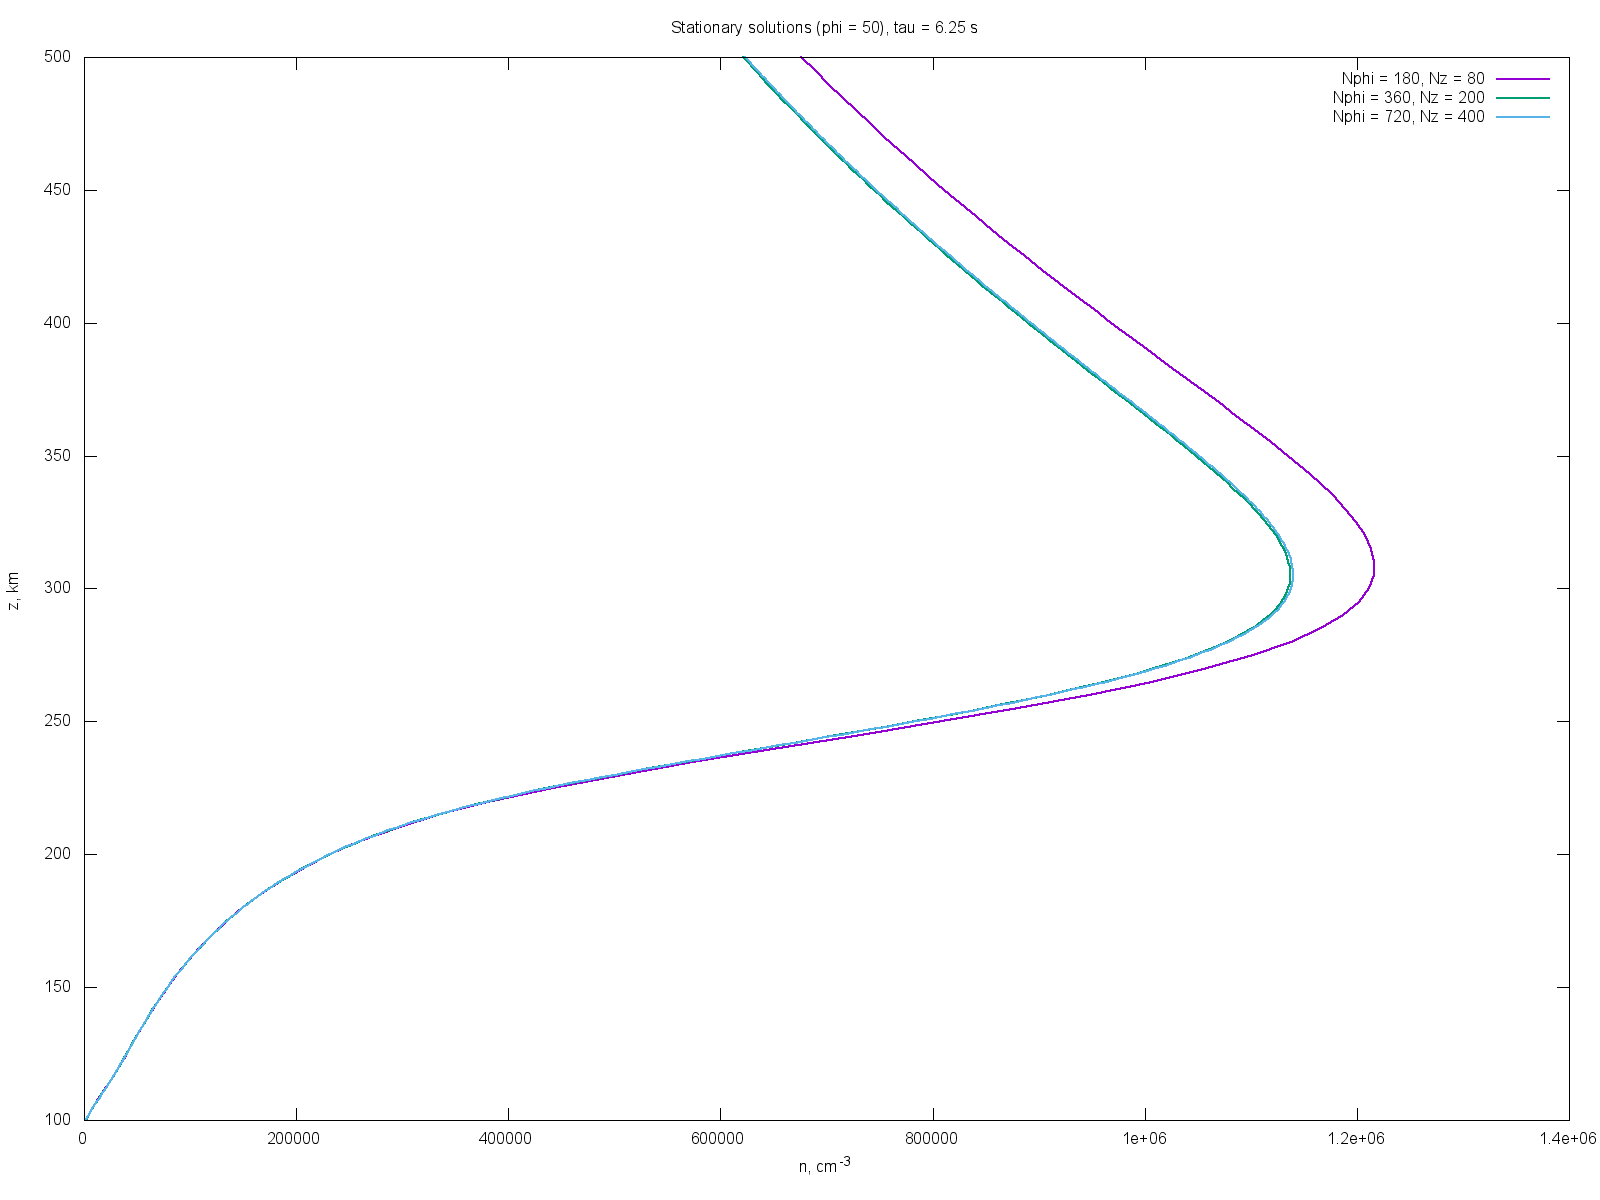 Stationary solutions (phi = 50), tau = 6.25 s
Nphi = 180, Nz = 80
Nphi = 360, Nz = 200
Nphi = 720, Nz = 400
500
450
400
350
300
250
200
150
100
z, km
0 200000 400000 600000 800000 1e+06 1.2e+06 1.4e+06
n, cm-3